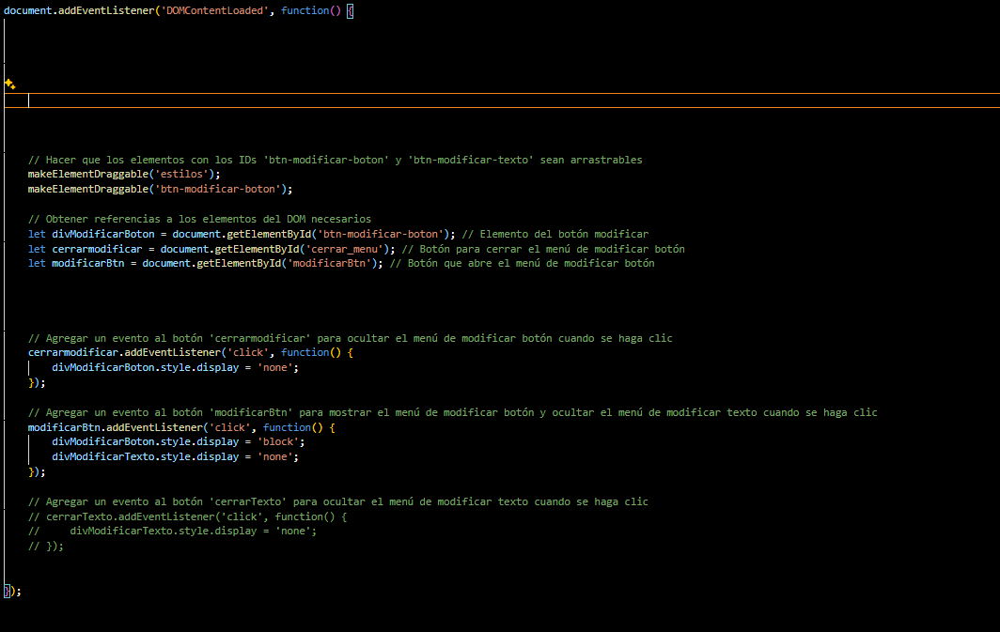 document.addEventListener('DOMContentLoaded', function() {
// Hacer que los elementos con los IDs 'btn-modificar-boton' y 'btn-modificar-texto' sean arrastrables
makeElementDraggable('estilos');
makeElementDraggable('btn-modificar-boton');
// Obtener referencias a los elementos del DOM necesarios
let divModificarBoton = document.getElementById('btn-modificar-boton'); // Elemento del botón modificar
let cerrarmodificar = document.getElementById('cerrar_menu'); // Botón para cerrar el menú de modificar botón
let modificarBtn = document.getElementById('modificarBtn'); // Botón que abre el menú de modificar botón
// Agregar un evento al botón 'cerrarmodificar' para ocultar el menú de modificar botón cuando se haga clic
cerrarmodificar.addEventListener('click', function() {
divModificarBoton.style.display = 'none';
});
// Agregar un evento al botón 'modificarBtn' para mostrar el menú de modificar botón y ocultar el menú de modificar texto cuando se haga clic
modificarBtn.addEventListener('click', function() {
divModificarBoton.style.display = 'block';
divModificarTexto.style.display = 'none';
});
// Agregar un evento al botón 'cerrarTexto' para ocultar el menú de modificar texto cuando se haga clic
// cerrarTexto.addEventListener('click', function() {
//     divModificarTexto.style.display = 'none';
// });
});